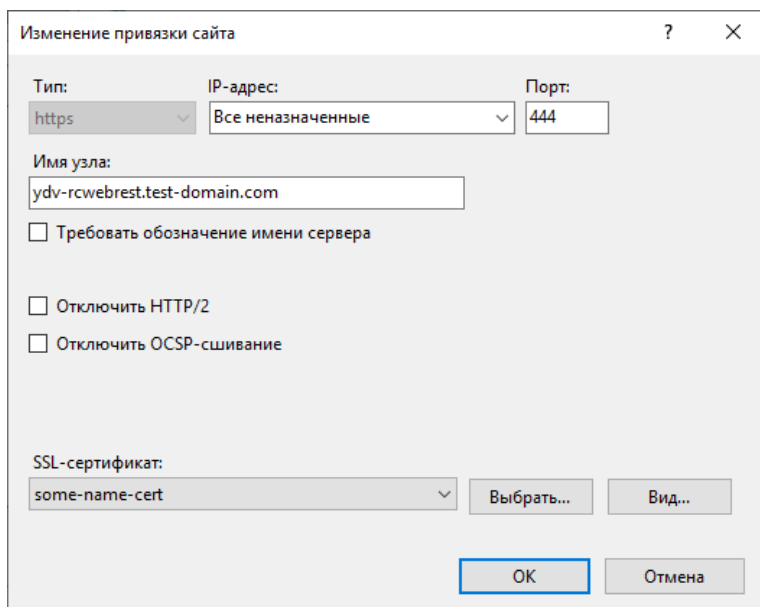 Изменение привязки сайта
?
Тип: IP-адрес: Порт:
https Все неназначенные 444
Имя узла:
ydv-rcwebrest.test-domain.com
Требовать обозначение имени сервера
Отключить HTTP/2
Отключить OCSP-сшивание
SSL-сертификат:
some-name-cert Выбрать... Вид...
OK Отмена